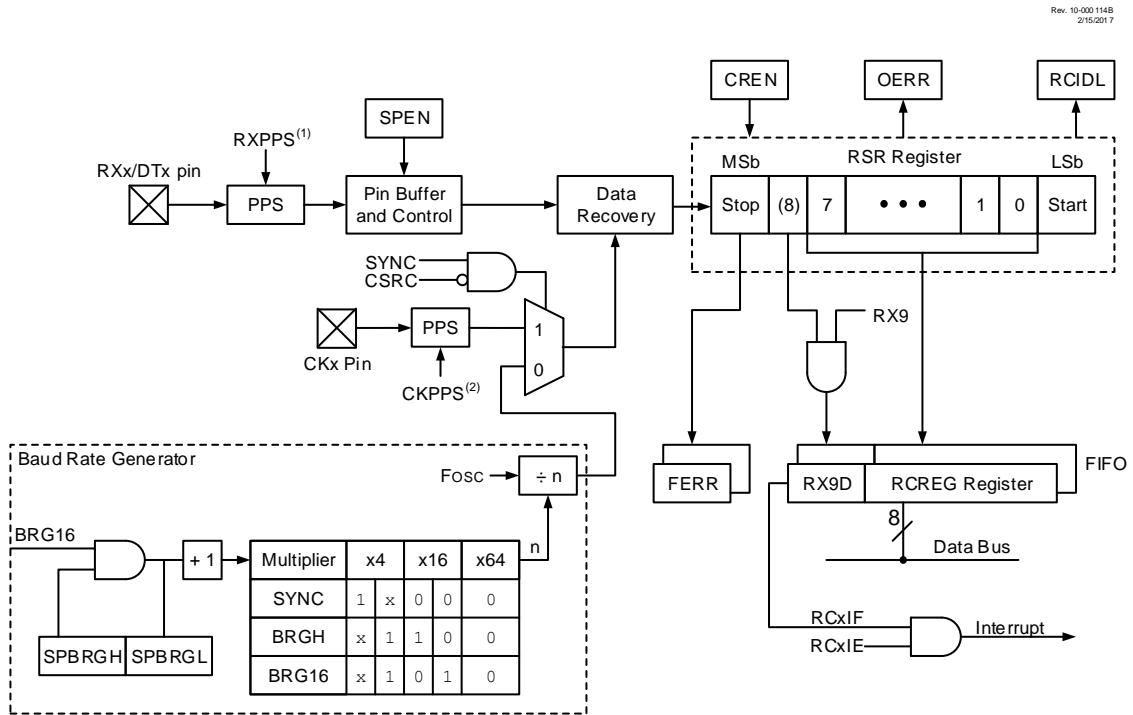 Rev. 10-000 114B
2/15/2017
CREN
OERR
RCIDL
SPEN
RXPPS(1)
RXx/DTx pin
PPS
Pin Buffer
and Control
Data
Recovery
MSb
RSR Register
LSb
Stop
(8)
7
• • •
1
0
Start
SYNC
CSRC
PPS
CKx Pin
CKPPS(2)
1
0
RX9
Baud Rate Generator
FOSC
÷ n
FERR
RX9D
RCREG Register
FIFO
8
Data Bus
BRG16
+ 1
n
Multiplier x4 x16 x64
SYNC 1 x 0 0 0
BRGH x 1 1 0 0
BRG16 x 1 0 1 0
SPBRGH
SPBRGL
RCxIF
RCxIE
Interrupt